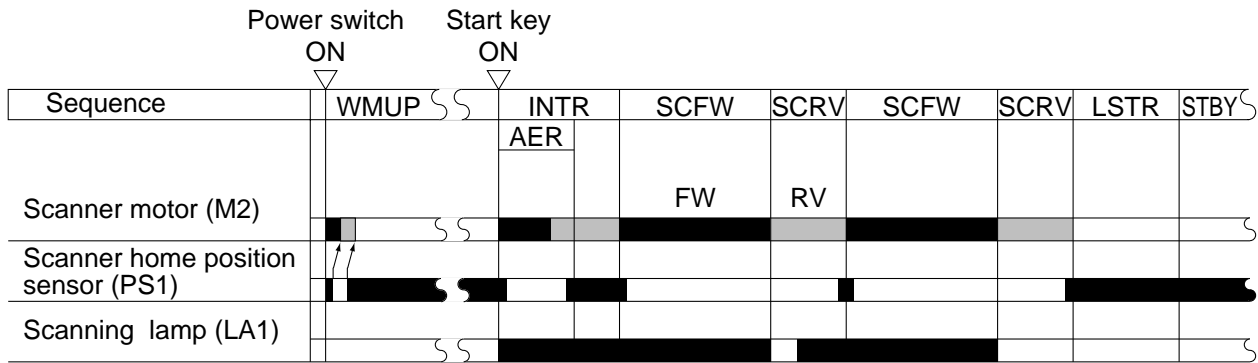 Power switch
ON
Start key
ON
Sequence WMUP INTR SCFW SCRV SCFW SCRV LSTR STBY
AER
Scanner motor (M2)
FW RV
Scanner home position
sensor (PS1)
Scanning lamp (LA1)